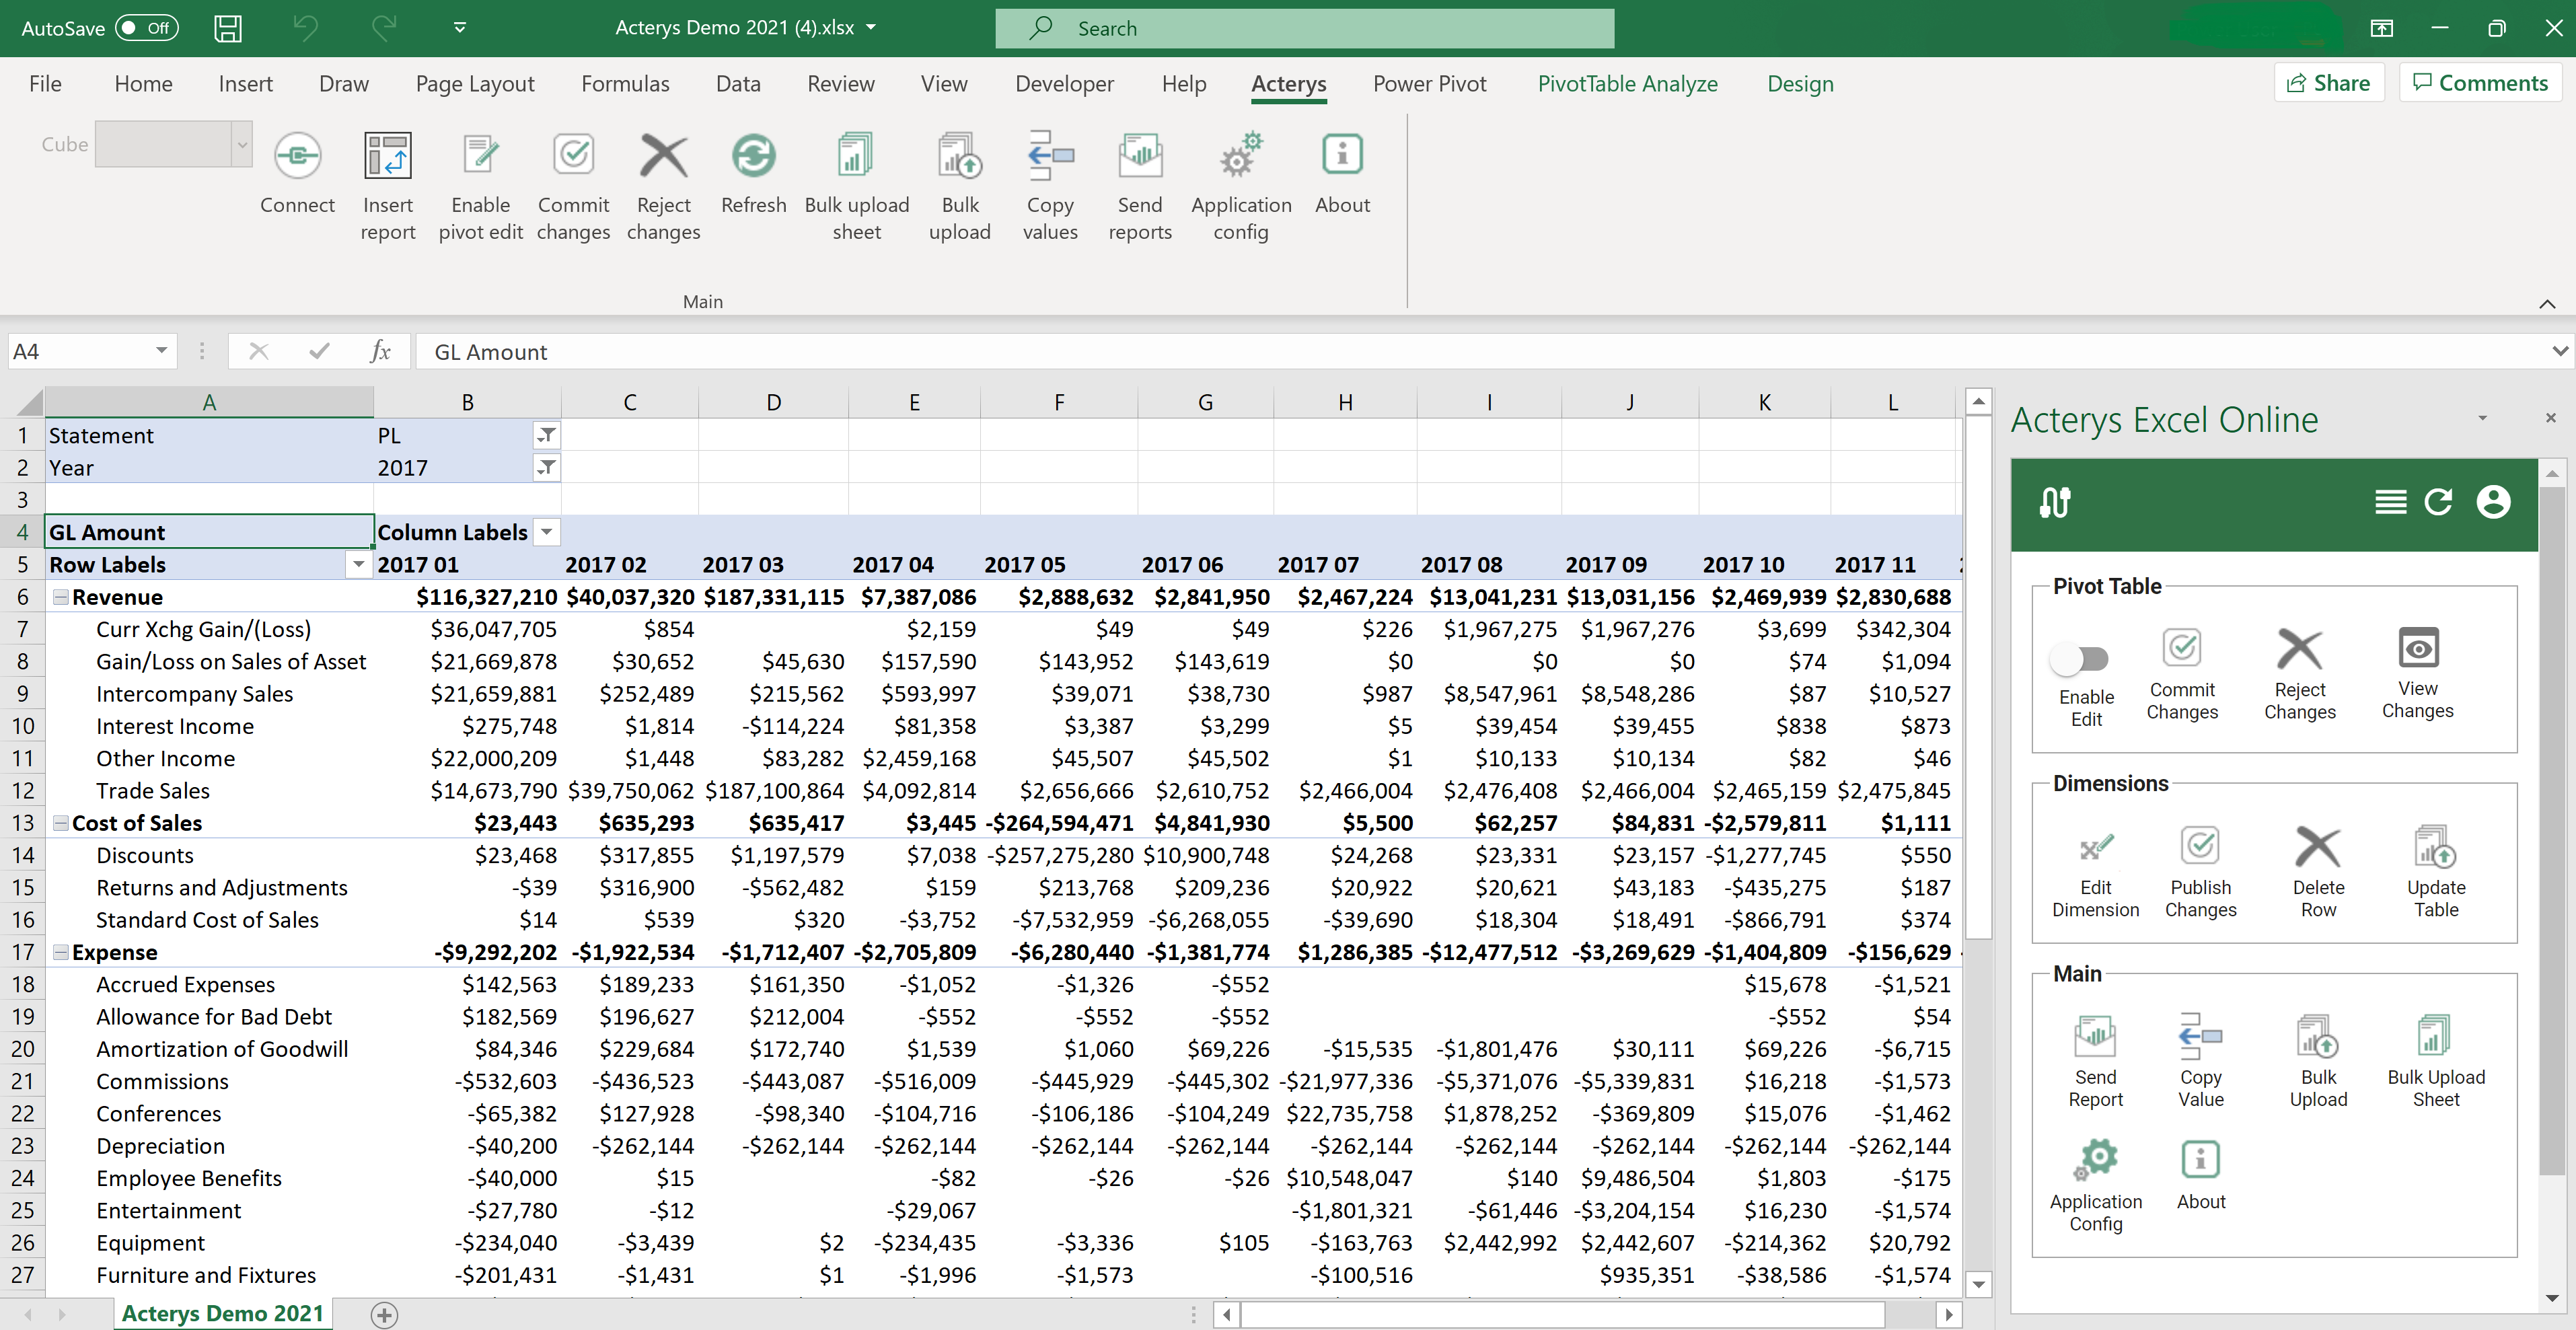 AutoSave Off Acterys Demo 2021 (4).xlsx Search
File Home Insert Draw Page Layout Formulas Data Review View Developer Help Acterys Power Pivot PivotTable Analyze Design Share Comments
Cube
Connect Insert report Enable pivot edit Commit changes Reject changes Refresh Bulk upload sheet Bulk upload Copy values Send reports Application config About
Main
A4 fx GL Amount
A B C D E F G H I J K L
1 Statement PL
2 Year 2017
3
4 GL Amount Column Labels
5 Row Labels 2017 01 2017 02 2017 03 2017 04 2017 05 2017 06 2017 07 2017 08 2017 09 2017 10 2017 11
6 Revenue $116,327,210 $40,037,320 $187,331,115 $7,387,086 $2,888,632 $2,841,950 $2,467,224 $13,041,231 $13,031,156 $2,469,939 $2,830,688
7 Curr Xchg Gain/(Loss) $36,047,705 $854 $2,159 $49 $49 $226 $1,967,275 $1,967,276 $3,699 $342,304
8 Gain/Loss on Sales of Asset $21,669,878 $30,652 $45,630 $157,590 $143,952 $143,619 $0 $0 $0 $74 $1,094
9 Intercompany Sales $21,659,881 $252,489 $215,562 $593,997 $39,071 $38,730 $987 $8,547,961 $8,548,286 $87 $10,527
10 Interest Income $275,748 $1,814 -$114,224 $81,358 $3,387 $3,299 $5 $39,454 $39,455 $838 $873
11 Other Income $22,000,209 $1,448 $83,282 $2,459,168 $45,507 $45,502 $1 $10,133 $10,134 $82 $46
12 Trade Sales $14,673,790 $39,750,062 $187,100,864 $4,092,814 $2,656,666 $2,610,752 $2,466,004 $2,476,408 $2,466,004 $2,465,159 $2,475,845
13 Cost of Sales $23,443 $635,293 $635,417 $3,445 -$264,594,471 $4,841,930 $5,500 $62,257 $84,831 -$2,579,811 $1,111
14 Discounts $23,468 $317,855 $1,197,579 $7,038 -$257,275,280 $10,900,748 $24,268 $23,331 $23,157 -$1,277,745 $550
15 Returns and Adjustments -$39 $316,900 -$562,482 $159 $213,768 $209,236 $20,922 $20,621 $43,183 -$435,275 $187
16 Standard Cost of Sales $14 $539 $320 -$3,752 -$7,532,959 -$6,268,055 -$39,690 $18,304 $18,491 -$866,791 $374
17 Expense -$9,292,202 -$1,922,534 -$1,712,407 -$2,705,809 -$6,280,440 -$1,381,774 $1,286,385 -$12,477,512 -$3,269,629 -$1,404,809 -$156,629
18 Accrued Expenses $142,563 $189,233 $161,350 -$1,052 -$1,326 -$552 $15,678 -$1,521
19 Allowance for Bad Debt $182,569 $196,627 $212,004 -$552 -$552 -$552 -$552 $54
20 Amortization of Goodwill $84,346 $229,684 $172,740 $1,539 $1,060 $69,226 -$15,535 -$1,801,476 $30,111 $69,226 -$6,715
21 Commissions -$532,603 -$436,523 -$443,087 -$516,009 -$445,929 -$445,302 -$21,977,336 -$5,371,076 -$5,339,831 $16,218 -$1,573
22 Conferences -$65,382 $127,928 -$98,340 -$104,716 -$106,186 -$104,249 $22,735,758 $1,878,252 -$369,809 $15,076 -$1,462
23 Depreciation -$40,200 -$262,144 -$262,144 -$262,144 -$262,144 -$262,144 -$262,144 -$262,144 -$262,144 -$262,144 -$262,144
24 Employee Benefits -$40,000 $15 -$82 -$26 -$26 $10,548,047 $140 $9,486,504 $1,803 -$175
25 Entertainment -$27,780 -$12 -$29,067 -$1,801,321 -$61,446 -$3,204,154 $16,230 -$1,574
26 Equipment -$234,040 -$3,439 $2 -$234,435 -$3,336 $105 -$163,763 $2,442,992 $2,442,607 -$214,362 $20,792
27 Furniture and Fixtures -$201,431 -$1,431 $1 -$1,996 -$1,573 -$100,516 $935,351 -$38,586 -$1,574
Acterys Demo 2021
Acterys Excel Online
Pivot Table
Enable Edit
Commit Changes
Reject Changes
View Changes
Dimensions
Edit Dimension
Publish Changes
Delete Row
Update Table
Main
Send Report
Copy Value
Bulk Upload
Bulk Upload Sheet
Application Config
About